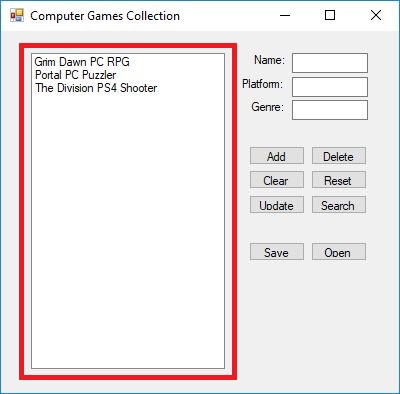 Computer Games Collection
Grim Dawn PC RPG
Portal PC Puzzler
The Division PS4 Shooter
Name:
Platform:
Genre:
Add Delete
Clear Reset
Update Search
Save Open